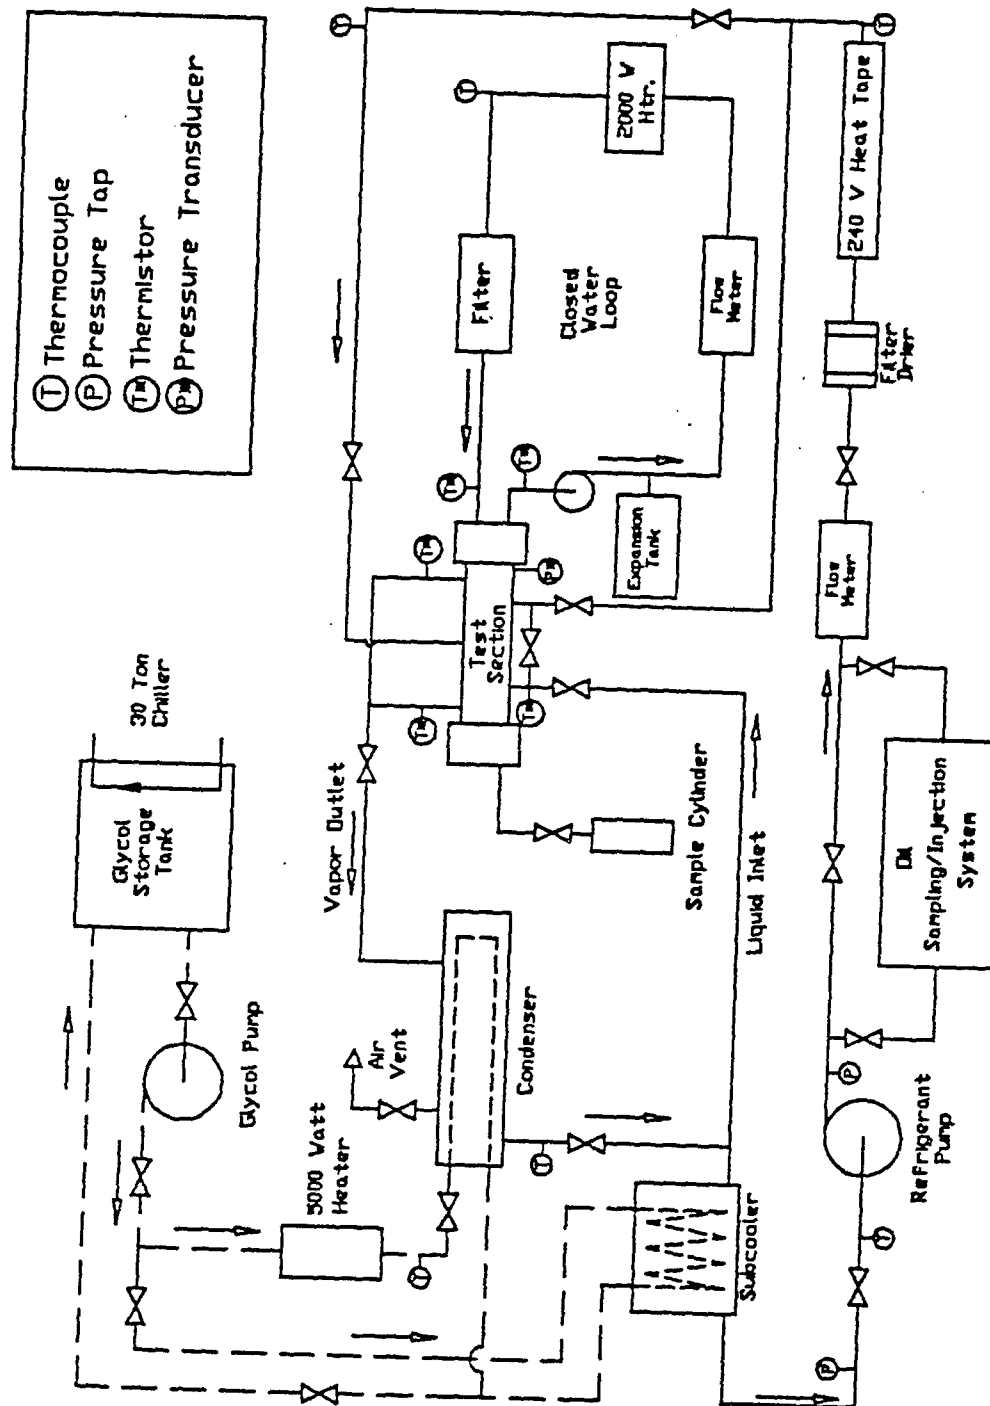 T Thermocouple
P Pressure Tap
T* Thermistor
P* Pressure Transducer
30 Ton
Chiller
Glycol
Storage
Tank
Glycol Pump
5000 Watt
Heater
Air
Vent
Vapor Outlet
Condenser
Subcooler
Sample Cylinder
Liquid Inlet
Test
Section
Filter
Closed
Water
Loop
2000 W
Htr.
Flow
Meter
Expansion
Tank
240 V Heat Tape
Filter
Drier
Flow
Meter
Oil
Sampling/Injection
System
Refrigerant
Pump
T
T
T
T
T
T
T*
T*
T*
T*
T*
P*
P
P